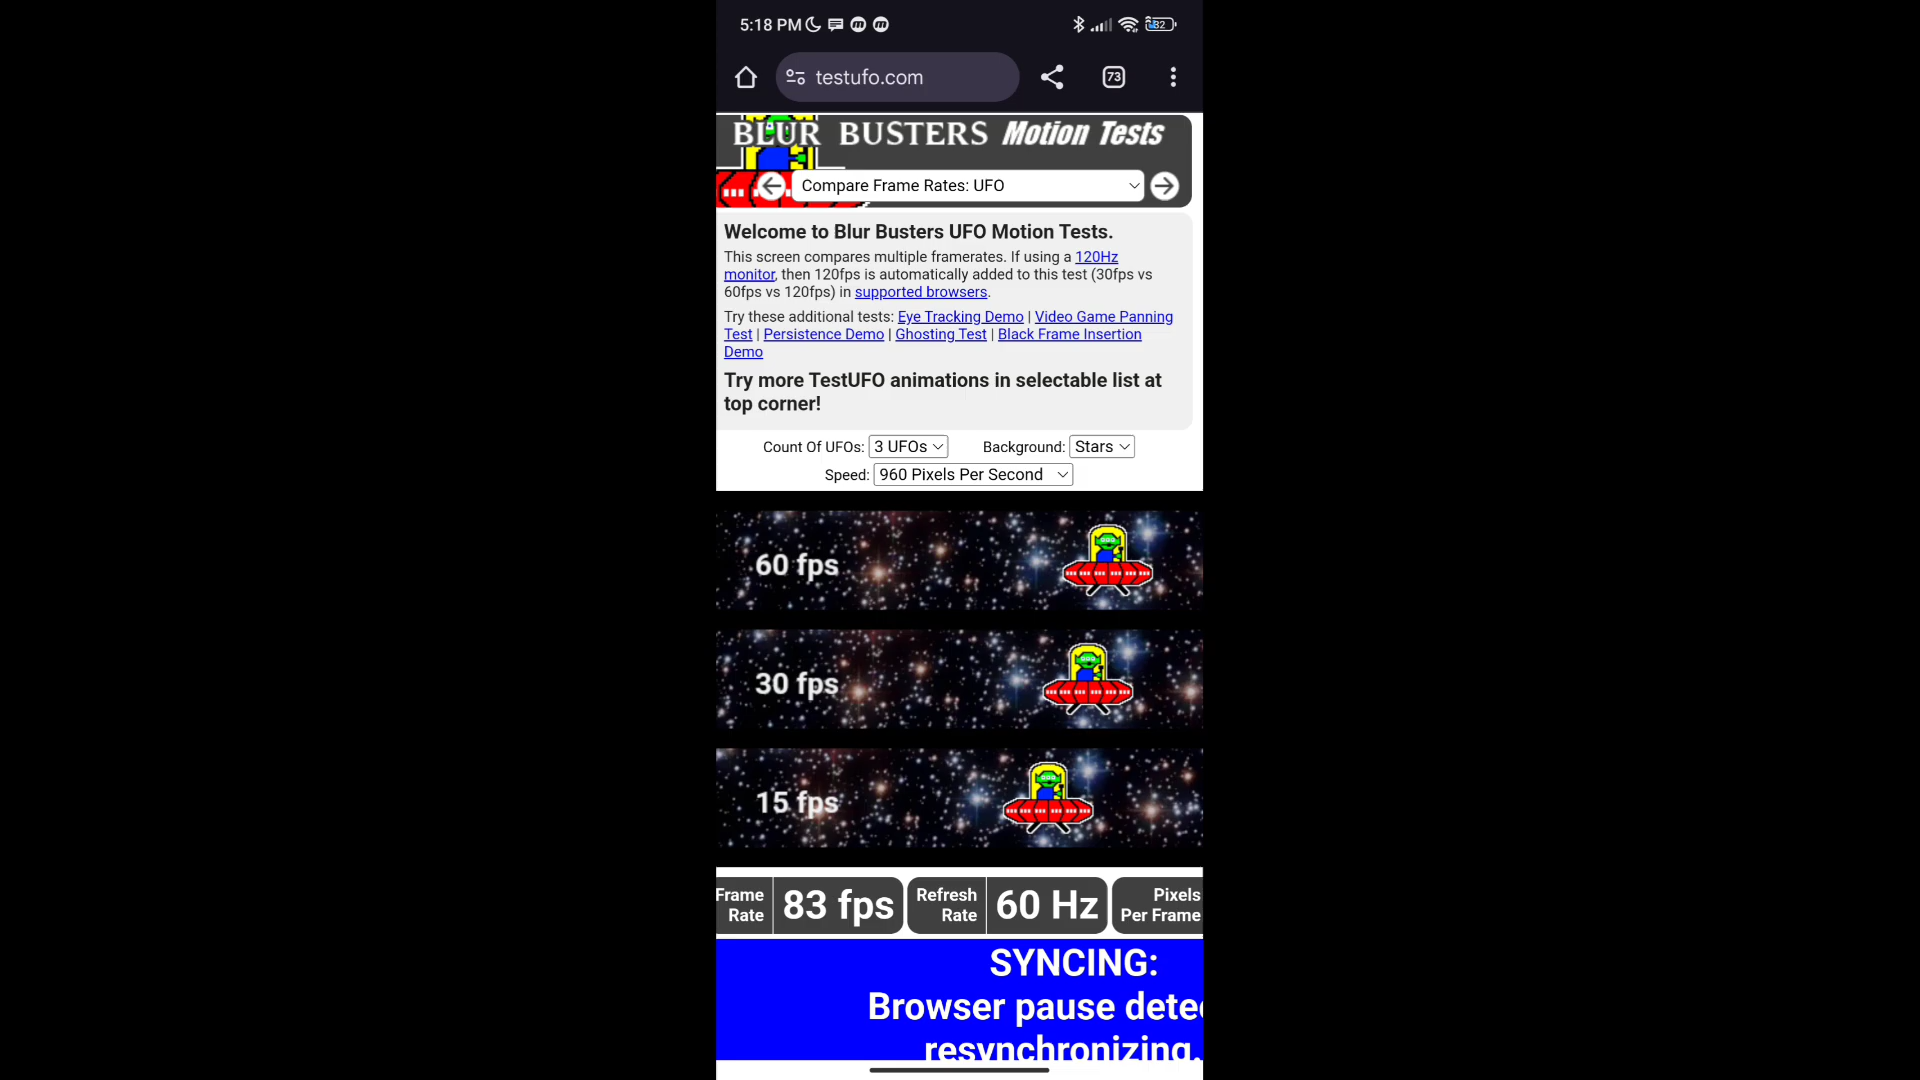 5:18 PM
32
testufo.com
73
BLUR BUSTERS Motion Tests
Compare Frame Rates: UFO
Welcome to Blur Busters UFO Motion Tests.
This screen compares multiple framerates. If using a 120Hz
monitor, then 120fps is automatically added to this test (30fps vs
60fps vs 120fps) in supported browsers.
Try these additional tests: Eye Tracking Demo | Video Game Panning
Test | Persistence Demo | Ghosting Test | Black Frame Insertion
Demo
Try more TestUFO animations in selectable list at
top corner!
Count Of UFOs: 3 UFOs Background: Stars
Speed: 960 Pixels Per Second
60 fps
30 fps
15 fps
Frame Rate 83 fps Refresh Rate 60 Hz Pixels Per Frame
SYNCING:
Browser pause dete
resynchronizing.